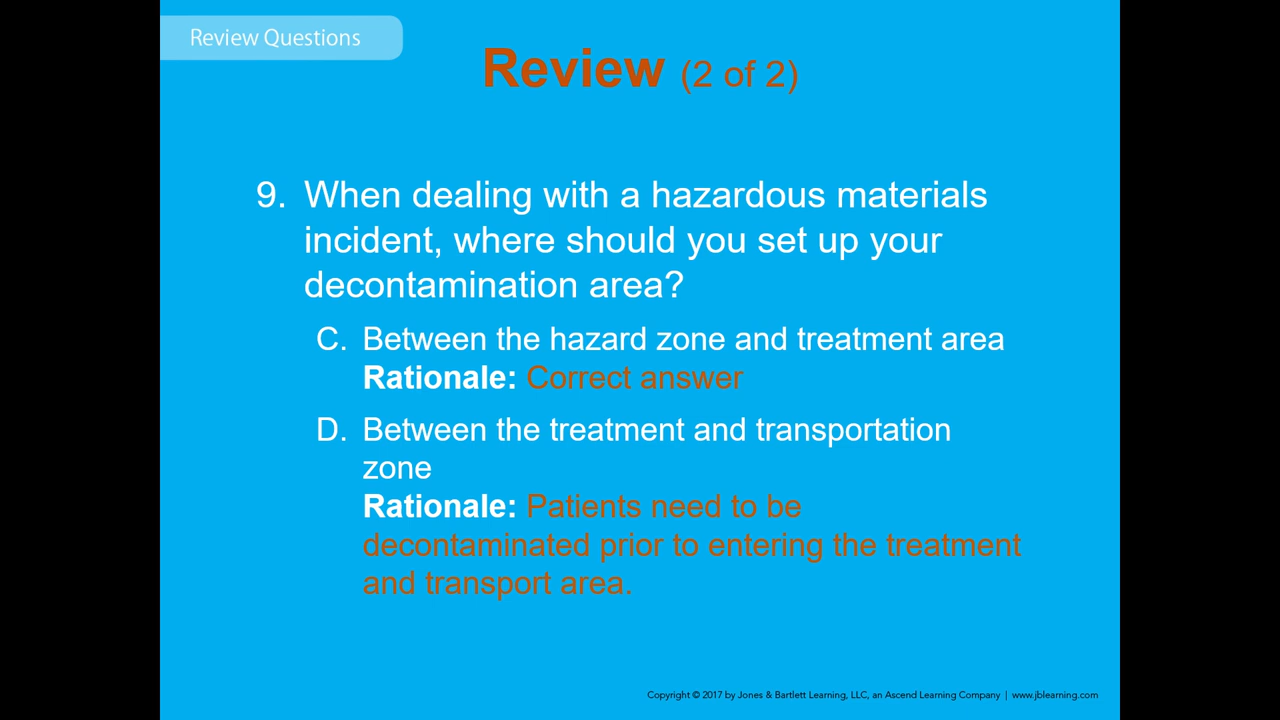 Review Questions
Review (2 of 2)
9. When dealing with a hazardous materials
incident, where should you set up your
decontamination area?
C. Between the hazard zone and treatment area
Rationale: Correct answer
D. Between the treatment and transportation
zone
Rationale: Patients need to be
decontaminated prior to entering the treatment
and transport area.
Copyright © 2017 by Jones & Bartlett Learning, LLC, an Ascend Learning Company | www.jblearning.com